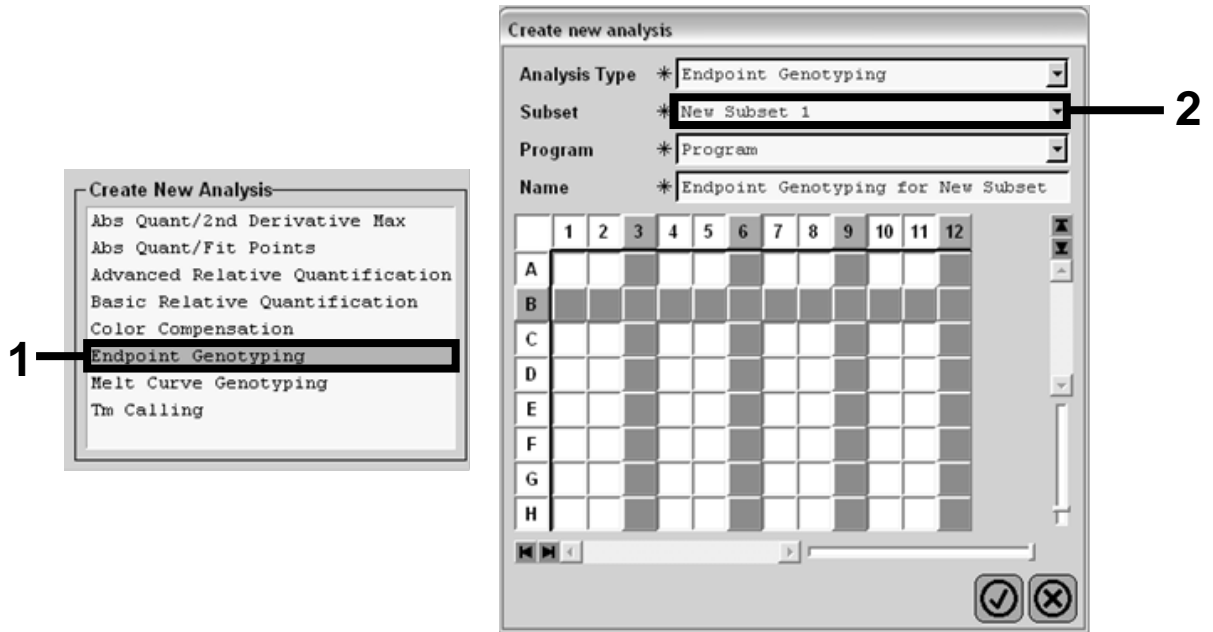 Create New Analysis
Abs Quant/2nd Derivative Max
Abs Quant/Fit Points
Advanced Relative Quantification
Basic Relative Quantification
Color Compensation
1
Endpoint Genotyping
Melt Curve Genotyping
Tm Calling
Create new analysis
Analysis Type * Endpoint Genotyping
Subset * New Subset 1
2
Program * Program
Name * Endpoint Genotyping for New Subset
1 2 3 4 5 6 7 8 9 10 11 12
A
B
C
D
E
F
G
H